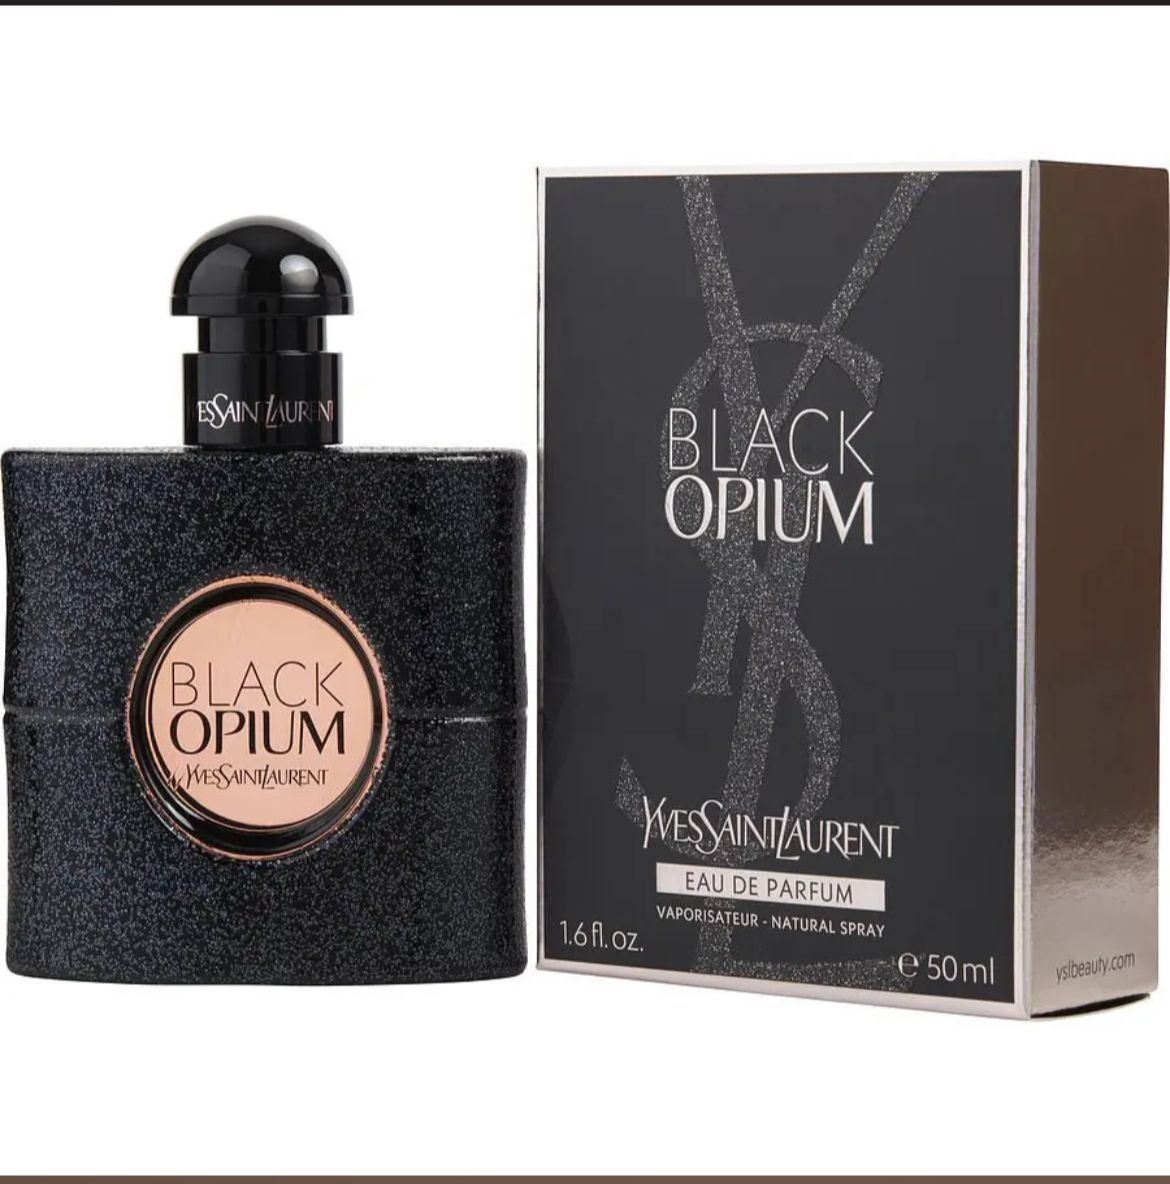 ESSAINTLAURENT
BLACK
OPIUM
YVESSAINTLAURENT
BLACK
OPIUM
YVESSAINTLAURENT
EAU DE PARFUM
VAPORISATEUR - NATURAL SPRAY
1.6 fl. oz.
℮ 50 ml
yslbeauty.com